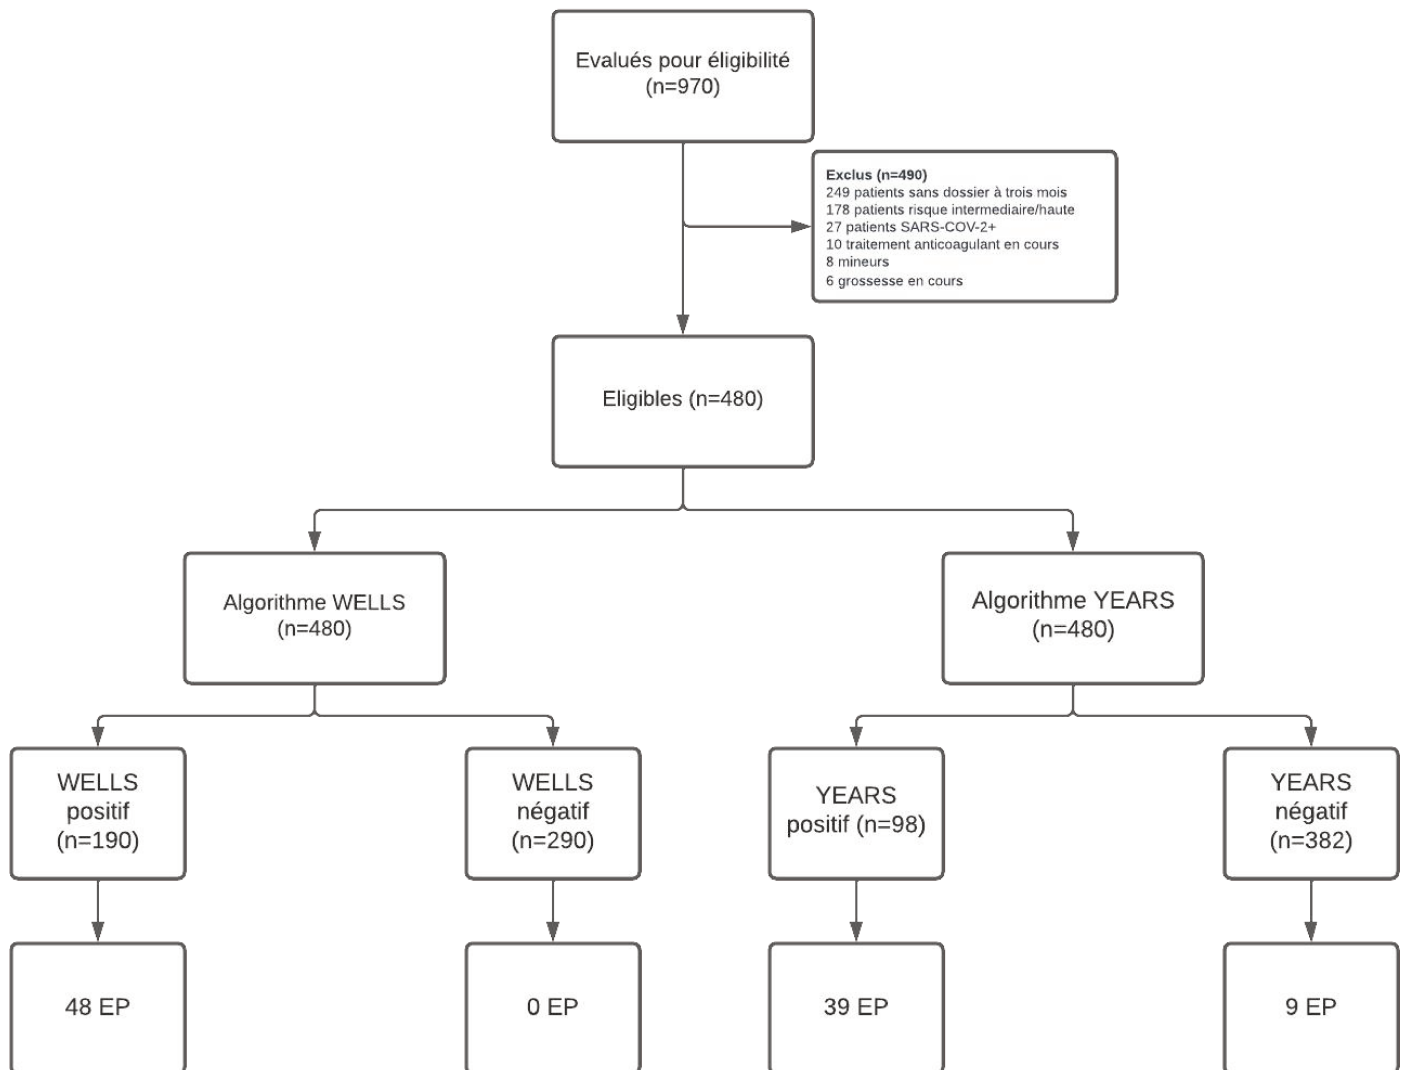 Evalués pour éligibilité
(n=970)
Exclus (n=490)
249 patients sans dossier à trois mois
178 patients risque intermediaire/haute
27 patients SARS-COV-2+
10 traitement anticoagulant en cours
8 mineurs
6 grossesse en cours
Eligibles (n=480)
Algorithme WELLS
(n=480)
Algorithme YEARS
(n=480)
WELLS
positif
(n=190)
WELLS
négatif
(n=290)
YEARS
positif (n=98)
YEARS
négatif
(n=382)
48 EP
0 EP
39 EP
9 EP